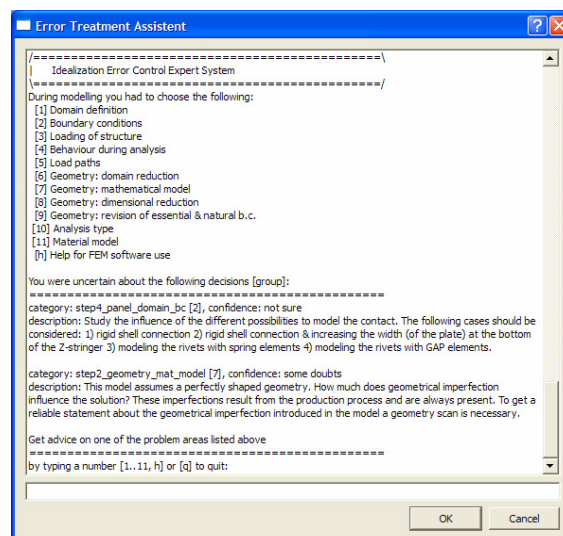 Error Treatment Assistent
/===============================================\
| Idealization Error Control Expert System
\===============================================/
During modelling you had to choose the following:
[1] Domain definition
[2] Boundary conditions
[3] Loading of structure
[4] Behaviour during analysis
[5] Load paths
[6] Geometry: domain reduction
[7] Geometry: mathematical model
[8] Geometry: dimensional reduction
[9] Geometry: revision of essential & natural b.c.
[10] Analysis type
[11] Material model
[h] Help for FEM software use
You were uncertain about the following decisions [group]:
================================================
category: step4_panel_domain_bc [2], confidence: not sure
description: Study the influence of the different possibilities to model the contact. The following cases should be
considered: 1) rigid shell connection 2) rigid shell connection & increasing the width (of the plate) at the bottom
of the Z-stringer 3) modeling the rivets with spring elements 4) modeling the rivets with GAP elements.
category: step2_geometry_mat_model [7], confidence: some doubts
description: This model assumes a perfectly shaped geometry. How much does geometrical imperfection
influence the solution? These imperfections result from the production process and are always present. To get a
reliable statement about the geometrical imperfection introduced in the model a geometry scan is necessary.
Get advice on one of the problem areas listed above
================================================
by typing a number [1..11, h] or [q] to quit:
OK Cancel